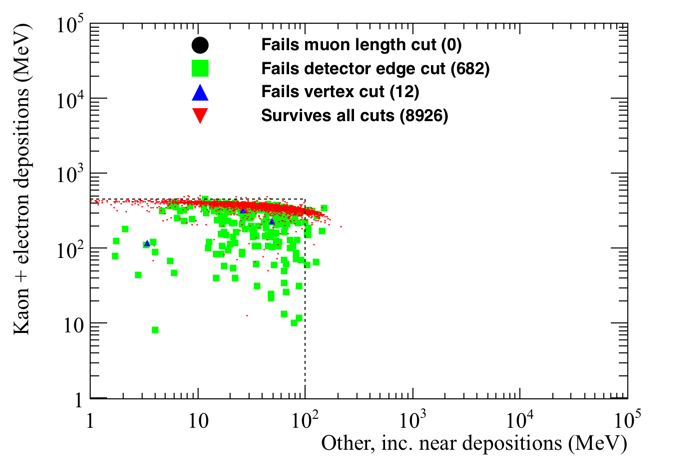 Kaon + electron depositions (MeV)
10^5
10^4
10^3
10^2
10
1
Fails muon length cut (0)
Fails detector edge cut (682)
Fails vertex cut (12)
Survives all cuts (8926)
1 10 10^2 10^3 10^4 10^5
Other, inc. near depositions (MeV)